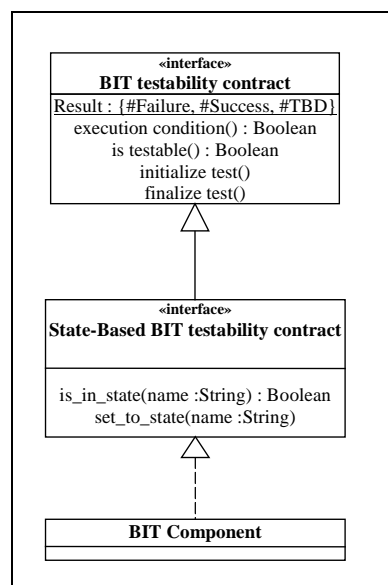 «interface»
BIT testability contract
Result : {#Failure, #Success, #TBD}
execution condition() : Boolean
is testable() : Boolean
initialize test()
finalize test()
«interface»
State-Based BIT testability contract
is_in_state(name :String) : Boolean
set_to_state(name :String)
BIT Component